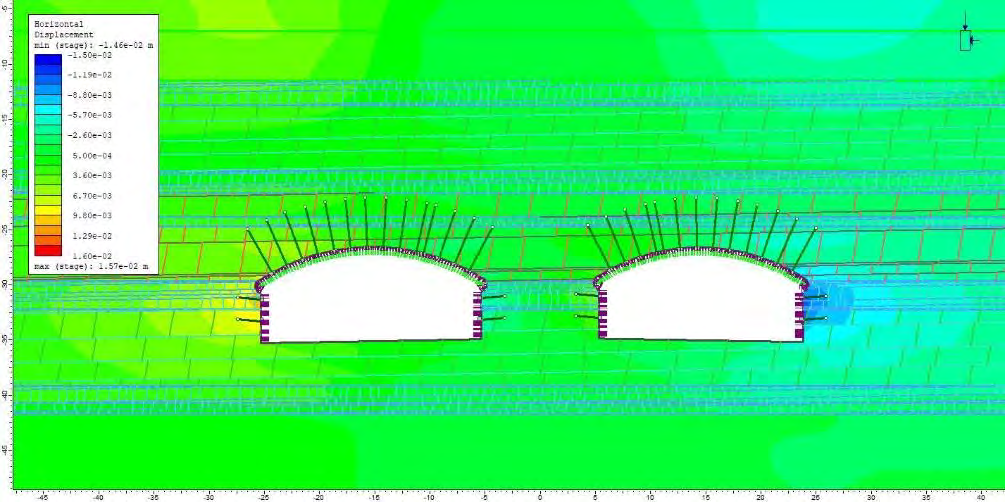 Horizontal
Displacement
min (stage): -1.46e-02 m
-1.50e-02
-1.19e-02
-8.80e-03
-5.70e-03
-2.60e-03
5.00e-04
3.60e-03
6.70e-03
9.80e-03
1.29e-02
1.60e-02
max (stage): 1.57e-02 m
-5
-10
-15
-20
-25
-30
-35
-40
-45
-45 -40 -35 -30 -25 -20 -15 -10 -5 0 5 10 15 20 25 30 35 40